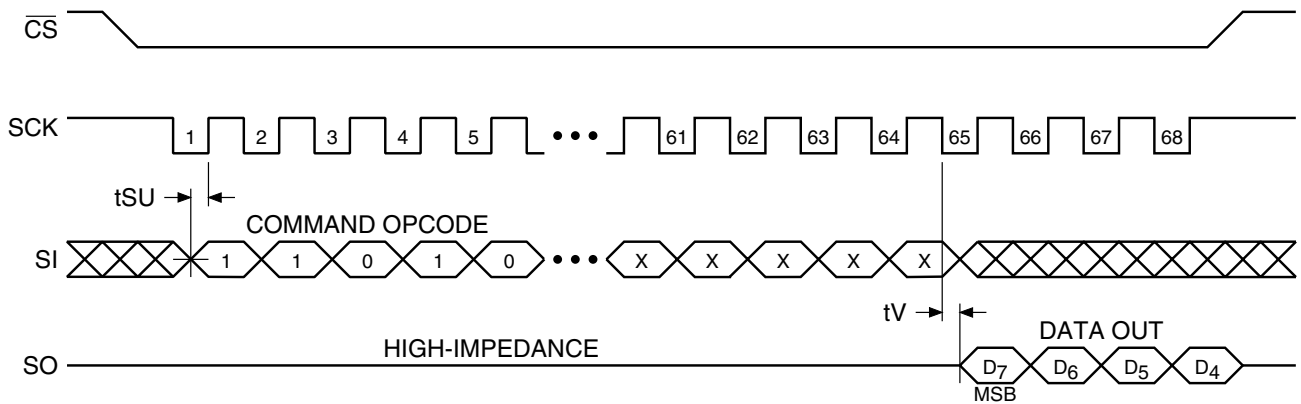 CS
SCK 1 2 3 4 5 ••• 61 62 63 64 65 66 67 68
tSU
COMMAND OPCODE
SI 1 1 0 1 0 ••• X X X X X
tV
HIGH-IMPEDANCE
DATA OUT
SO D7 D6 D5 D4
MSB